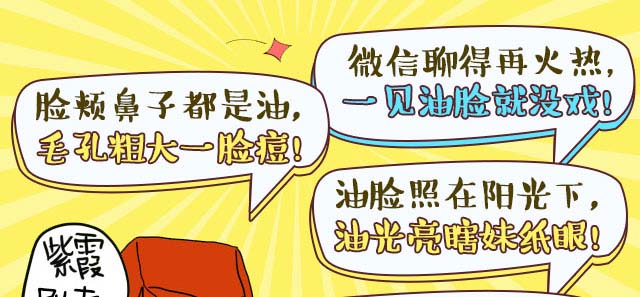 微信聊得再火热,
一见油脸就没戏!
脸颊鼻子都是油,
毛孔粗大一脸痘!
油脸照在阳光下,
油光亮瞎妹纸眼!
紫霞